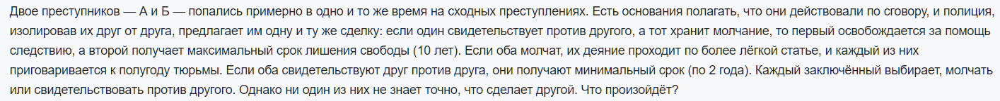 Двое преступников — А и Б — попались примерно в одно и то же время на сходных преступлениях. Есть основания полагать, что они действовали по сговору, и полиция,
изолировав их друг от друга, предлагает им одну и ту же сделку: если один свидетельствует против другого, а тот хранит молчание, то первый освобождается за помощь
следствию, а второй получает максимальный срок лишения свободы (10 лет). Если оба молчат, их деяние проходит по более лёгкой статье, и каждый из них
приговаривается к полугоду тюрьмы. Если оба свидетельствуют друг против друга, они получают минимальный срок (по 2 года). Каждый заключённый выбирает, молчать
или свидетельствовать против другого. Однако ни один из них не знает точно, что сделает другой. Что произойдёт?